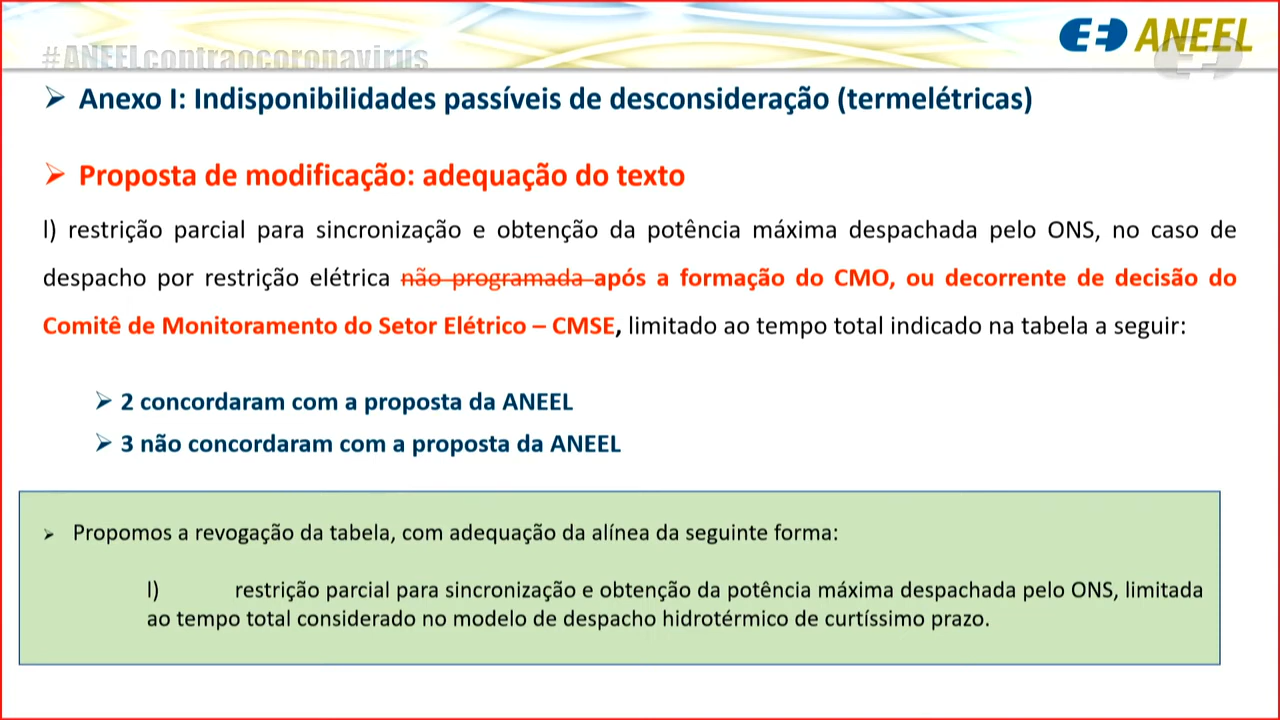 #ANEELcontraocoronavirus
ANEEL
➢ Anexo I: Indisponibilidades passíveis de desconsideração (termelétricas)
➢ Proposta de modificação: adequação do texto
l) restrição parcial para sincronização e obtenção da potência máxima despachada pelo ONS, no caso de
despacho por restrição elétrica não programada após a formação do CMO, ou decorrente de decisão do
Comitê de Monitoramento do Setor Elétrico – CMSE, limitado ao tempo total indicado na tabela a seguir:
➢ 2 concordaram com a proposta da ANEEL
➢ 3 não concordaram com a proposta da ANEEL
➢ Propomos a revogação da tabela, com adequação da alínea da seguinte forma:
l) restrição parcial para sincronização e obtenção da potência máxima despachada pelo ONS, limitada
ao tempo total considerado no modelo de despacho hidrotérmico de curtíssimo prazo.